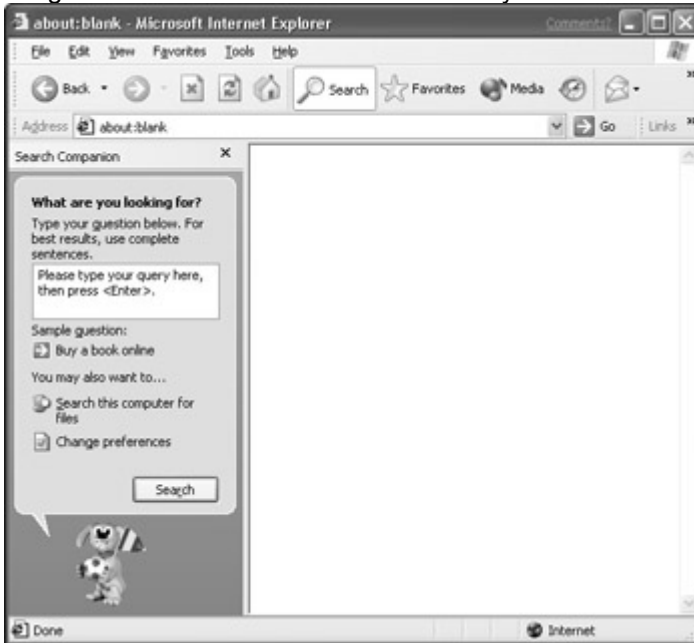 about:blank - Microsoft Internet Explorer Comments?
File Edit View Favorites Tools Help
Back Search Favorites Media
Address about:blank Go Links
Search Companion
What are you looking for?
Type your question below. For
best results, use complete
sentences.
Please type your query here,
then press <Enter>.
Sample question:
Buy a book online
You may also want to...
Search this computer for
files
Change preferences
Search
Done Internet